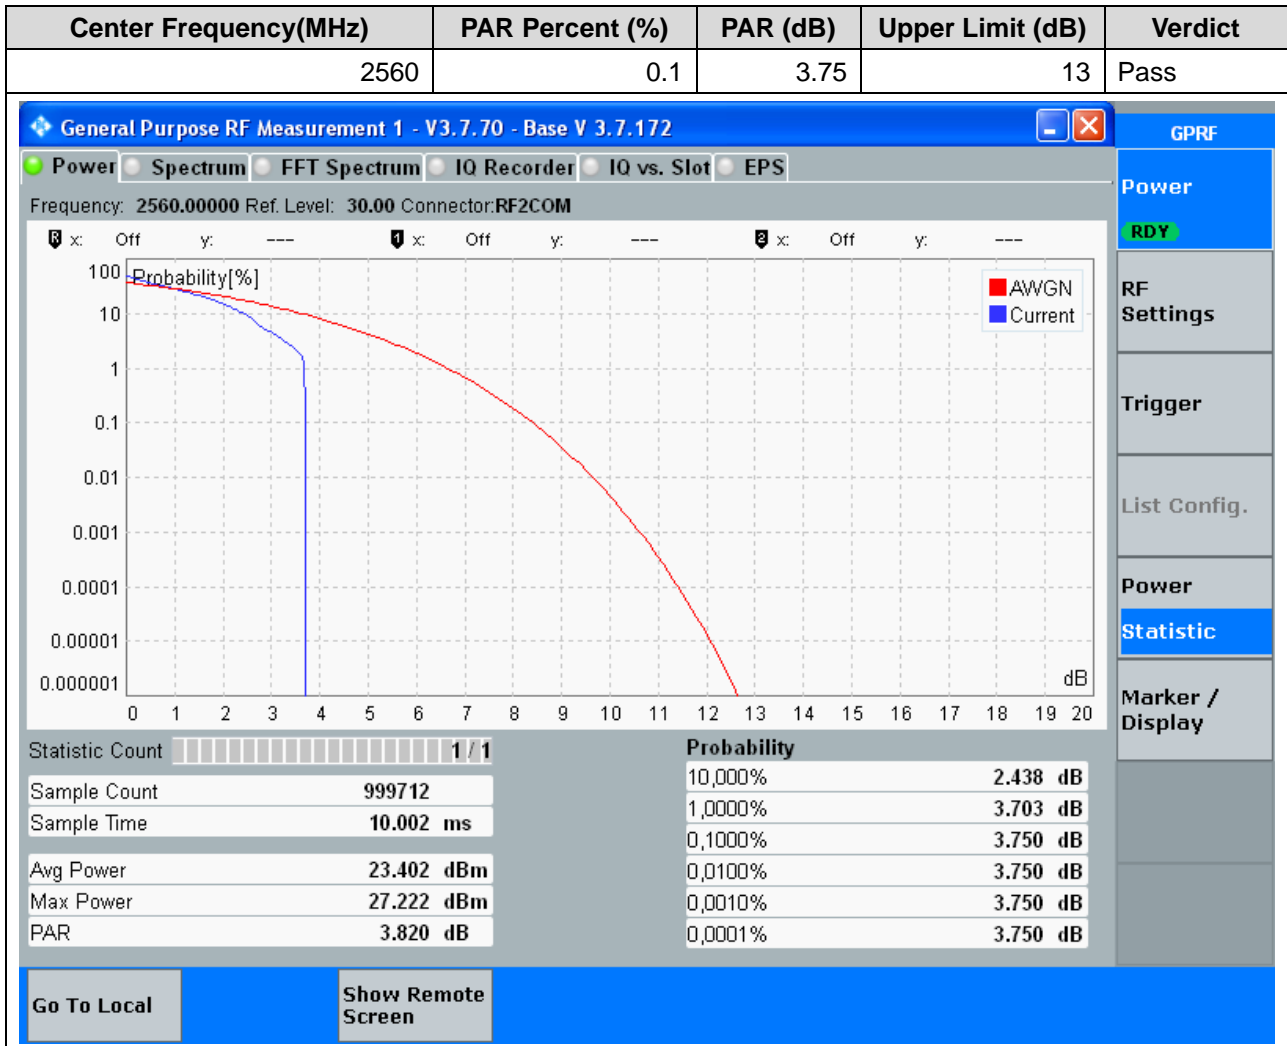 Center Frequency(MHz) PAR Percent (%) PAR (dB) Upper Limit (dB) Verdict
2560 0.1 3.75 13 Pass
General Purpose RF Measurement 1 - V3.7.70 - Base V 3.7.172
GPRF
Power Spectrum FFT Spectrum IQ Recorder IQ vs. Slot EPS
Frequency: 2560.00000 Ref. Level: 30.00 Connector:RF2COM
R x: Off y: --- 1 x: Off y: --- 2 x: Off y: ---
Probability[%]
100
10
1
0.1
0.01
0.001
0.0001
0.00001
0.000001
AWGN
Current
dB
0 1 2 3 4 5 6 7 8 9 10 11 12 13 14 15 16 17 18 19 20
Statistic Count 1 / 1
Sample Count 999712
Sample Time 10.002 ms
Avg Power 23.402 dBm
Max Power 27.222 dBm
PAR 3.820 dB
Probability
10,000% 2.438 dB
1,0000% 3.703 dB
0,1000% 3.750 dB
0,0100% 3.750 dB
0,0010% 3.750 dB
0,0001% 3.750 dB
Power
RDY
RF
Settings
Trigger
List Config.
Power
Statistic
Marker /
Display
Go To Local
Show Remote
Screen